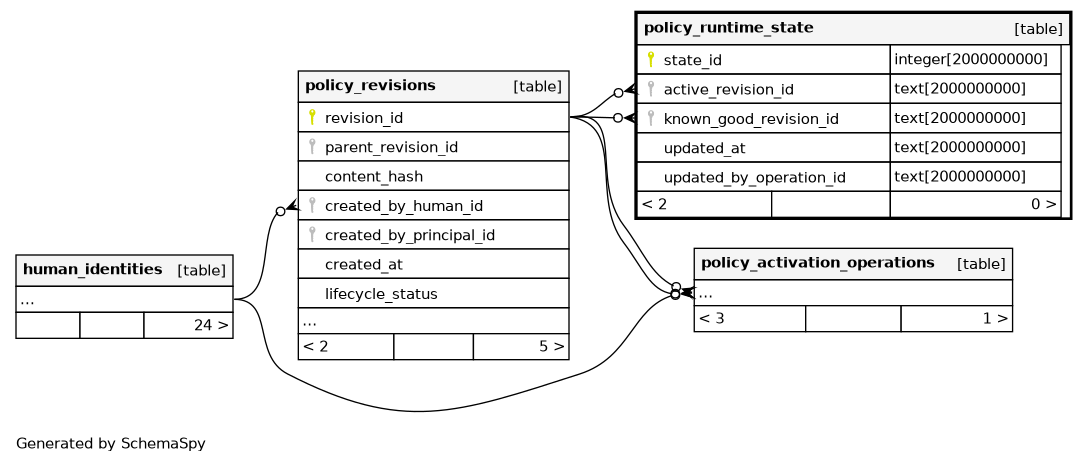 policy_runtime_state [table]
state_id integer[2000000000]
active_revision_id text[2000000000]
known_good_revision_id text[2000000000]
updated_at text[2000000000]
updated_by_operation_id text[2000000000]
< 2 0 >
policy_revisions [table]
revision_id
parent_revision_id
content_hash
created_by_human_id
created_by_principal_id
created_at
lifecycle_status
...
< 2 5 >
human_identities [table]
...
24 >
policy_activation_operations [table]
...
< 3 1 >
Generated by SchemaSpy